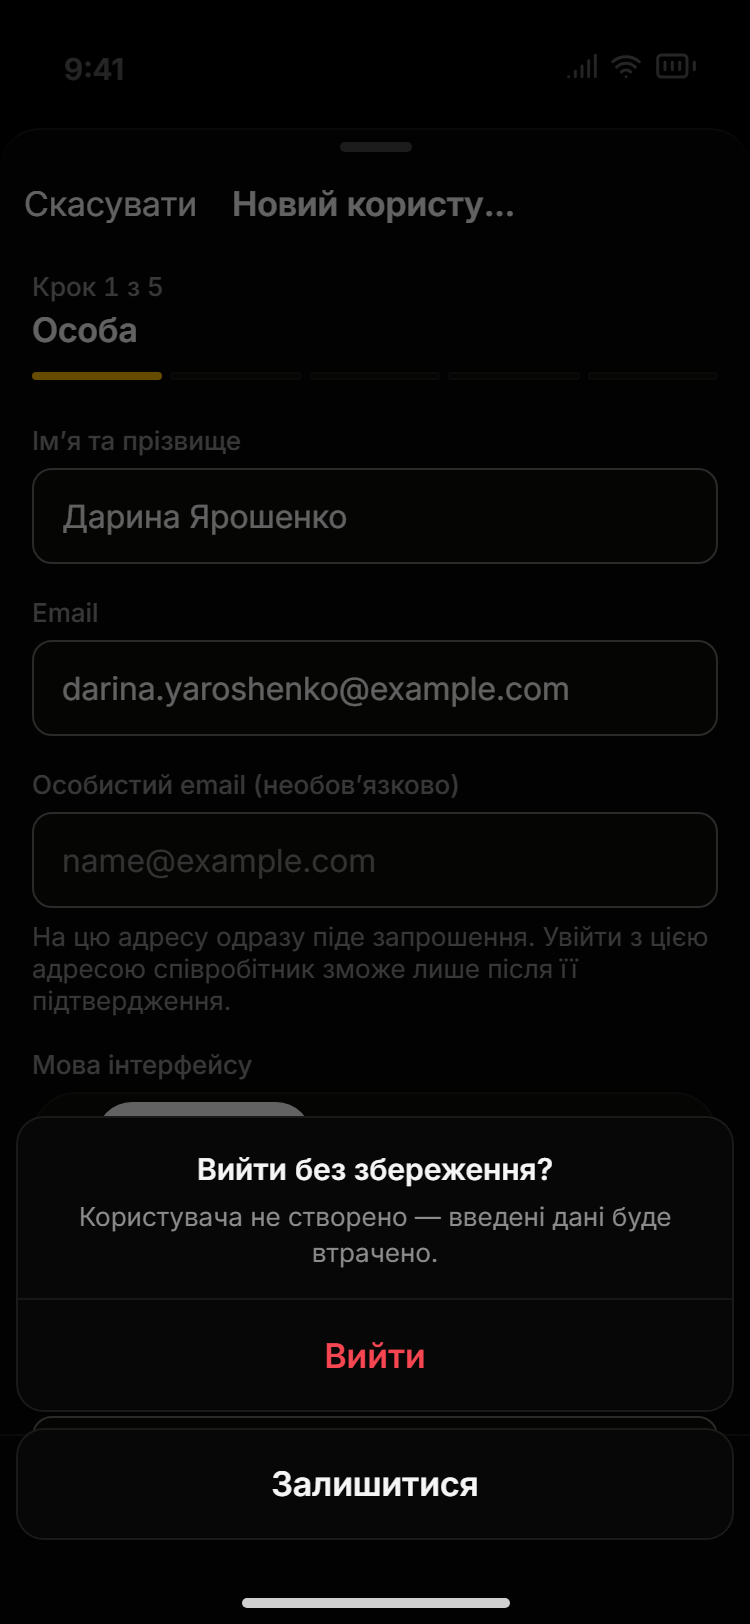 9:41
Скасувати Новий користу...
Крок 1 з 5
Особа
Ім’я та прізвище
Дарина Ярошенко
Email
darina.yaroshenko@example.com
Особистий email (необов’язково)
name@example.com
На цю адресу одразу піде запрошення. Увійти з цією
адресою співробітник зможе лише після її
підтвердження.
Мова інтерфейсу
Вийти без збереження?
Користувача не створено — введені дані буде
втрачено.
Вийти
Залишитися